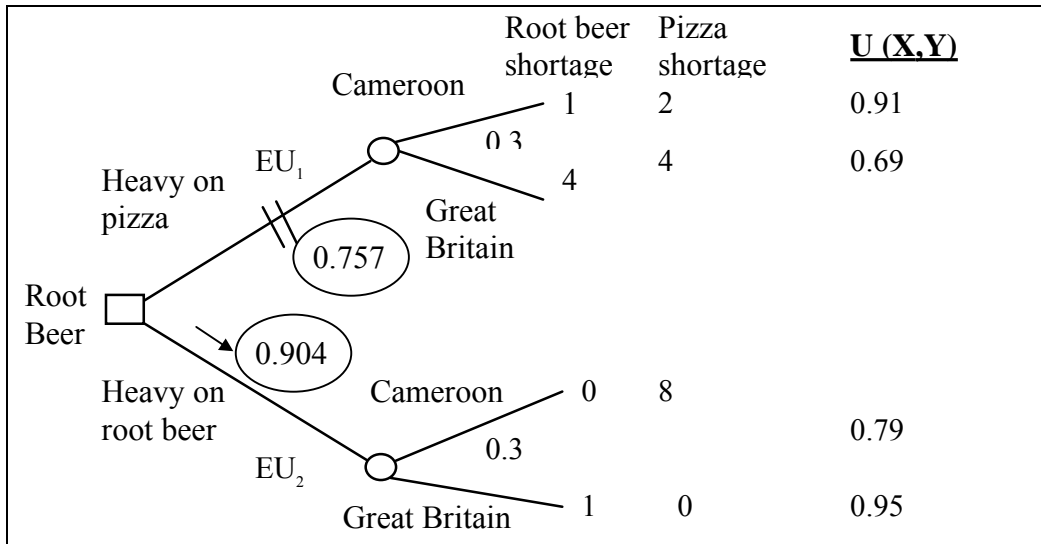 Root beer shortage
Pizza shortage
U (X,Y)
Cameroon
1 2 0.91
0.3
EU1
4 0.69
4
Heavy on
pizza
Great
Britain
0.757
Root
Beer
0.904
Heavy on
root beer
Cameroon
0 8
0.79
0.3
EU2
Great Britain
1 0 0.95